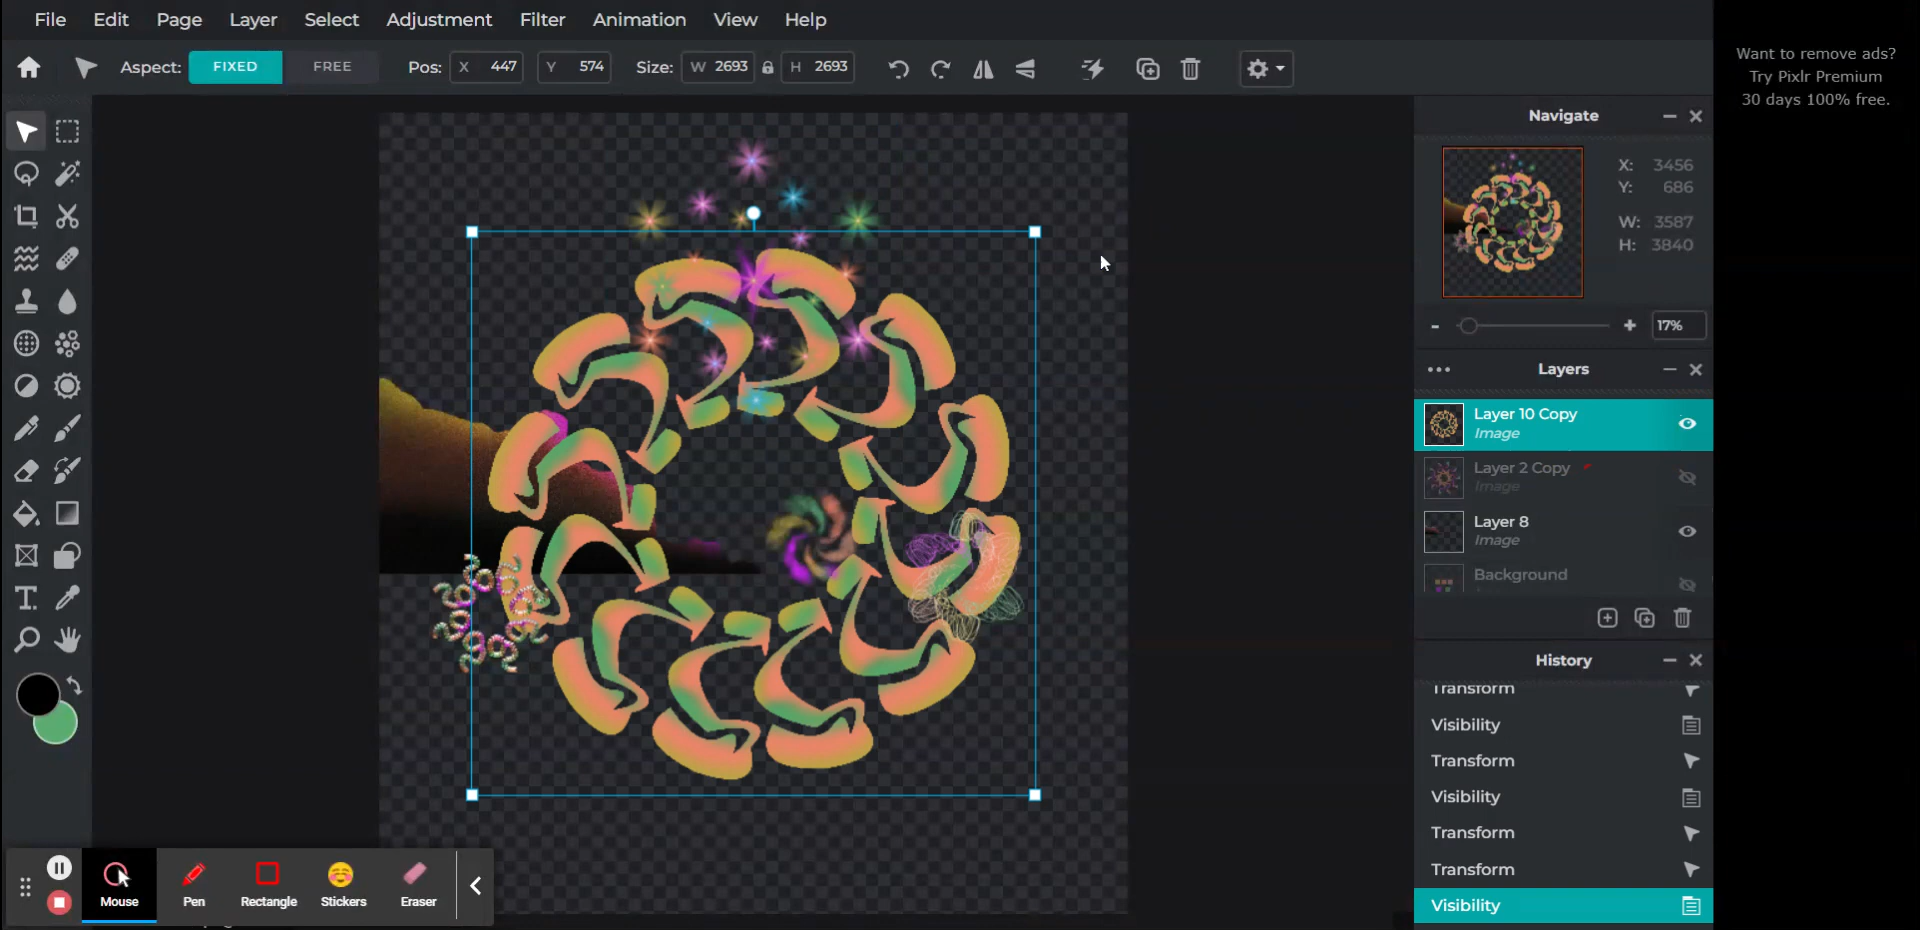 File Edit Page Layer Select Adjustment Filter Animation View Help
Aspect: FIXED FREE Pos: X 447 Y 574 Size: W 2693 H 2693
Want to remove ads?
Try Pixlr Premium
30 days 100% free.
Navigate
X: 3456
Y: 686
W: 3587
H: 3840
- + 17%
Layers
Layer 10 Copy
Image
Layer 2 Copy
Image
Layer 8
Image
Background
History
Transform
Visibility
Transform
Visibility
Transform
Transform
Visibility
Mouse Pen Rectangle Stickers Eraser